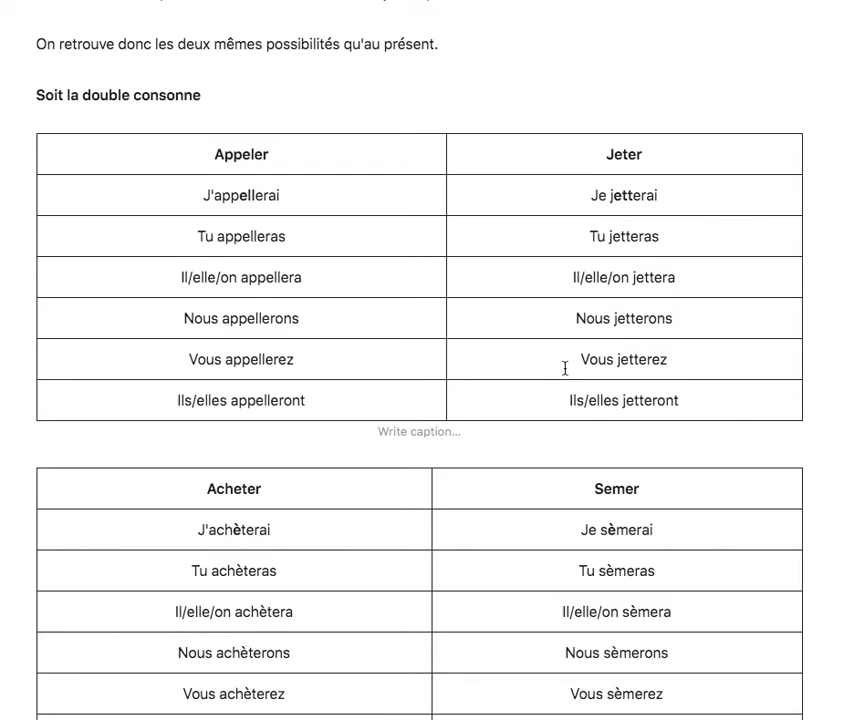 On retrouve donc les deux mêmes possibilités qu'au présent.
Soit la double consonne
Appeler Jeter
J'appellerai Je jetterai
Tu appelleras Tu jetteras
Il/elle/on appellera Il/elle/on jettera
Nous appellerons Nous jetterons
Vous appellerez Vous jetterez
Ils/elles appelleront Ils/elles jetteront
Write caption...
Acheter Semer
J'achèterai Je sèmerai
Tu achèteras Tu sèmeras
Il/elle/on achètera Il/elle/on sèmera
Nous achèterons Nous sèmerons
Vous achèterez Vous sèmerez